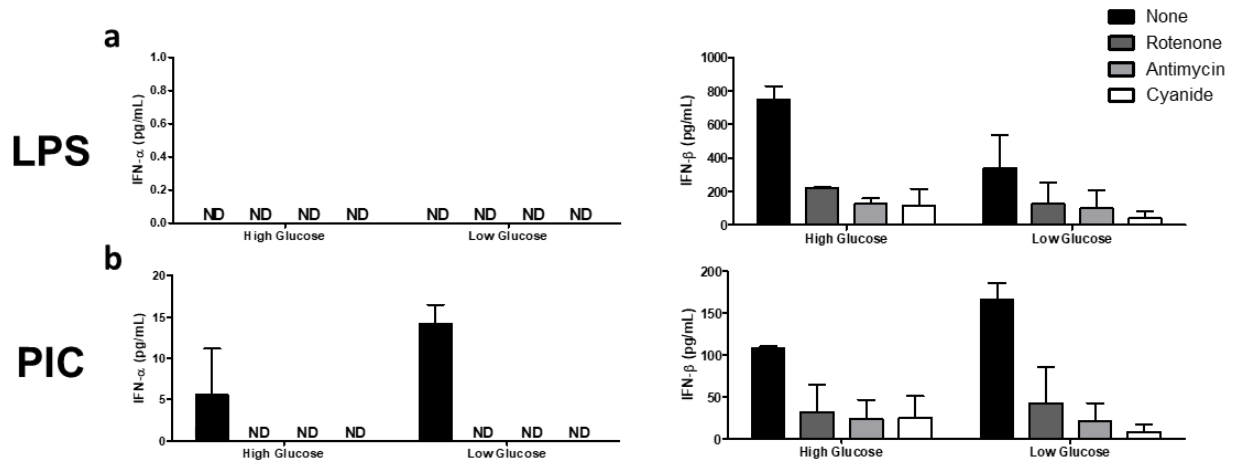 a
LPS
IFN-α (pg/mL)
1.0
0.8
0.6
0.4
0.2
0.0
ND ND ND ND ND ND ND ND
High Glucose Low Glucose
IFN-β (pg/mL)
1000
800
600
400
200
0
High Glucose Low Glucose
None
Rotenone
Antimycin
Cyanide
b
PIC
IFN-α (pg/mL)
20
15
10
5
0
ND ND ND ND ND ND
High Glucose Low Glucose
IFN-β (pg/mL)
200
150
100
50
0
High Glucose Low Glucose